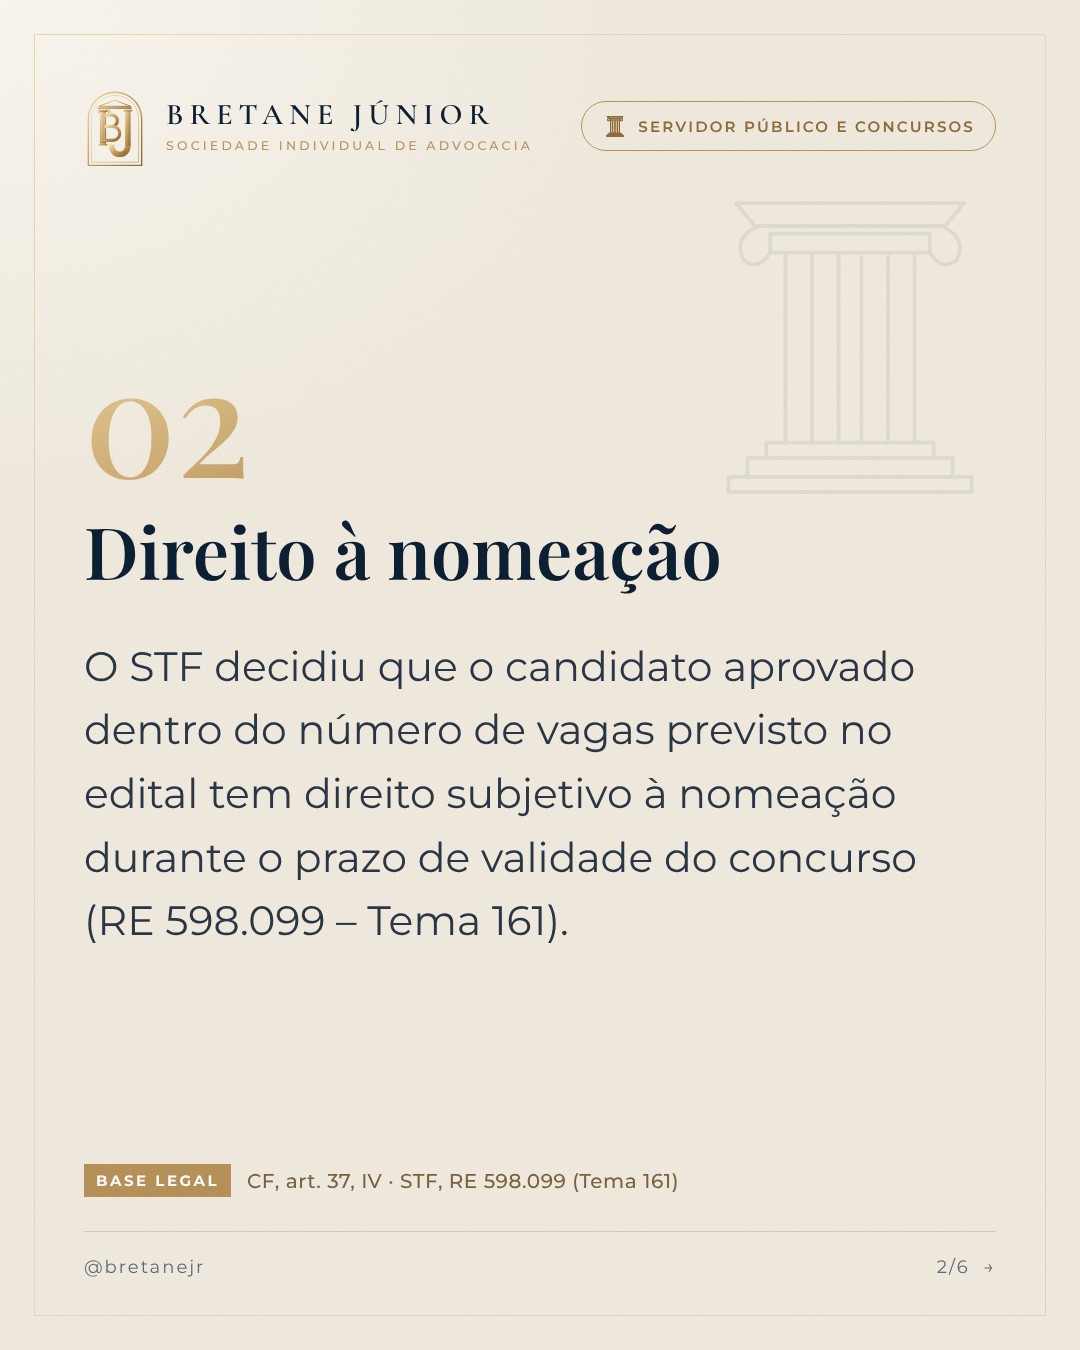 BJ
BRETANE JÚNIOR
SOCIEDADE INDIVIDUAL DE ADVOCACIA
SERVIDOR PÚBLICO E CONCURSOS
02
Direito à nomeação
O STF decidiu que o candidato aprovado
dentro do número de vagas previsto no
edital tem direito subjetivo à nomeação
durante o prazo de validade do concurso
(RE 598.099 – Tema 161).
BASE LEGAL CF, art. 37, IV · STF, RE 598.099 (Tema 161)
@bretanejr
2/6 →